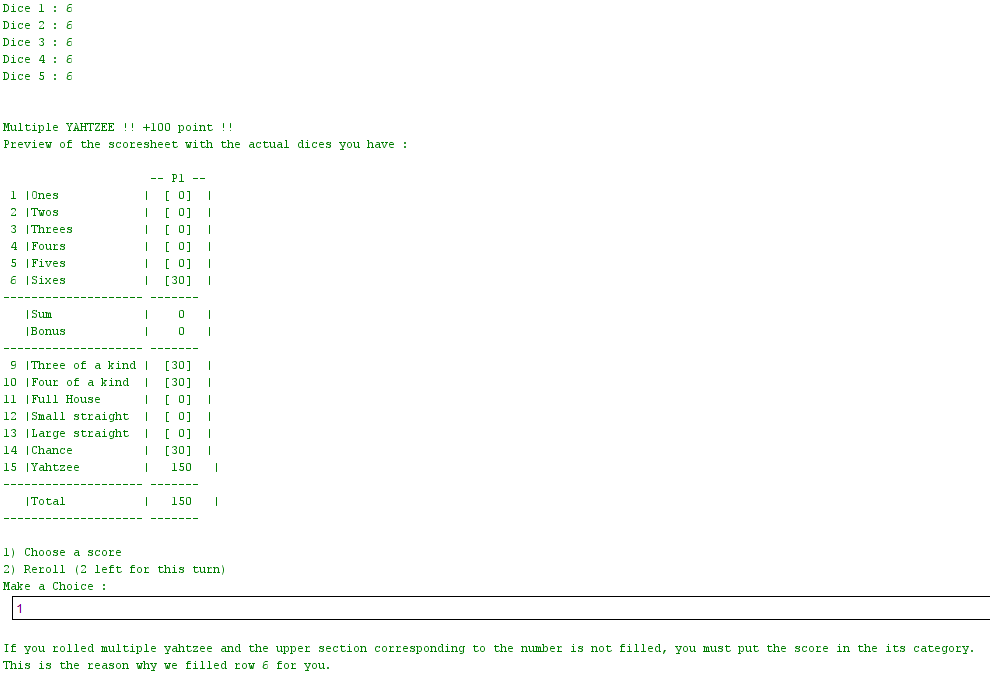 Dice 1 : 6
Dice 2 : 6
Dice 3 : 6
Dice 4 : 6
Dice 5 : 6
Multiple YAHTZEE !! +100 point !!
Preview of the scoresheet with the actual dices you have :
-- P1 --
1 |Ones | [ 0] |
2 |Twos | [ 0] |
3 |Threes | [ 0] |
4 |Fours | [ 0] |
5 |Fives | [ 0] |
6 |Sixes | [30] |
-------------------- -------
|Sum | 0 |
|Bonus | 0 |
-------------------- -------
9 |Three of a kind | [30] |
10 |Four of a kind | [30] |
11 |Full House | [ 0] |
12 |Small straight | [ 0] |
13 |Large straight | [ 0] |
14 |Chance | [30] |
15 |Yahtzee | 150 |
-------------------- -------
|Total | 150 |
-------------------- -------
1) Choose a score
2) Reroll (2 left for this turn)
Make a Choice :
1
If you rolled multiple yahtzee and the upper section corresponding to the number is not filled, you must put the score in the its category.
This is the reason why we filled row 6 for you.